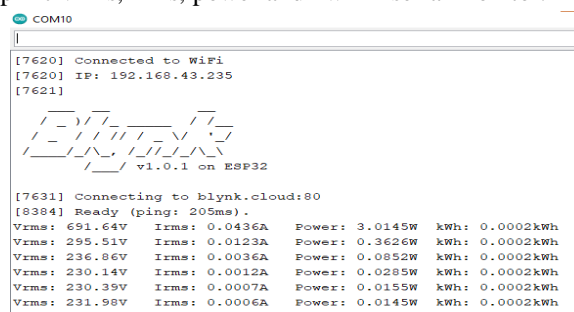 COM10
[7620] Connected to WiFi
[7620] IP: 192.168.43.235
[7621]
Blynk
v1.0.1 on ESP32
[7631] Connecting to blynk.cloud:80
[8384] Ready (ping: 205ms).
Vrms: 691.64V Irms: 0.0436A Power: 3.0145W kWh: 0.0002kWh
Vrms: 295.51V Irms: 0.0123A Power: 0.3626W kWh: 0.0002kWh
Vrms: 236.86V Irms: 0.0036A Power: 0.0852W kWh: 0.0002kWh
Vrms: 230.14V Irms: 0.0012A Power: 0.0285W kWh: 0.0002kWh
Vrms: 230.39V Irms: 0.0007A Power: 0.0155W kWh: 0.0002kWh
Vrms: 231.98V Irms: 0.0006A Power: 0.0145W kWh: 0.0002kWh